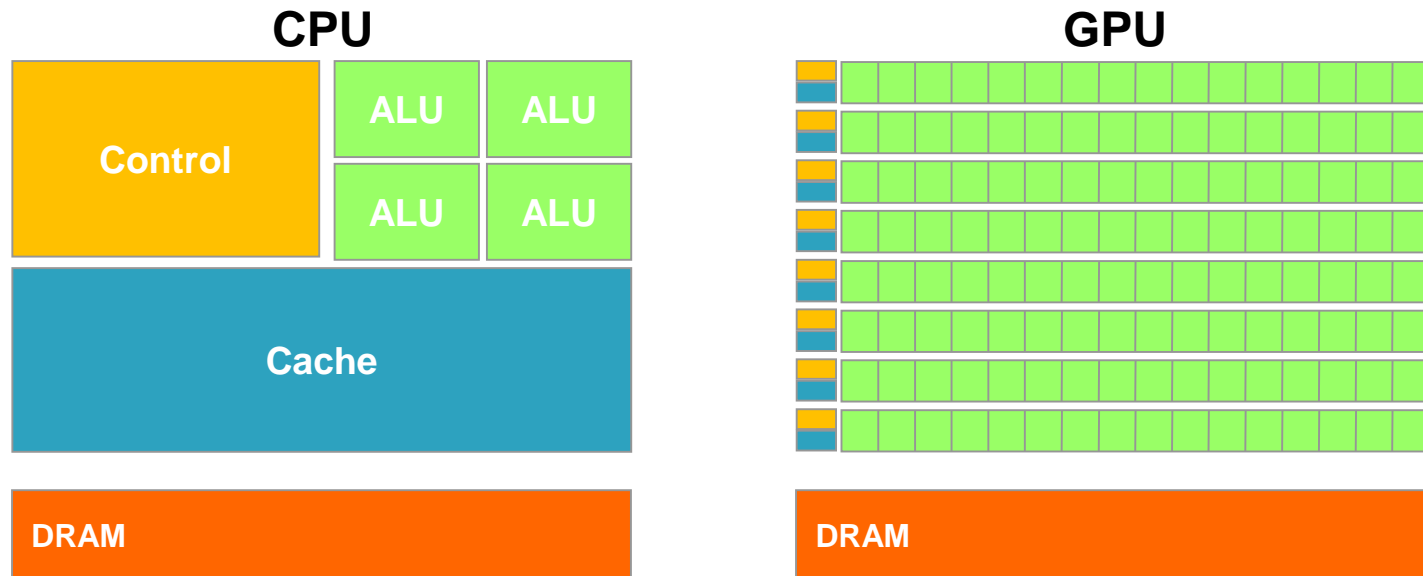 CPU
GPU
Control
ALU ALU
ALU ALU
Cache
DRAM
DRAM